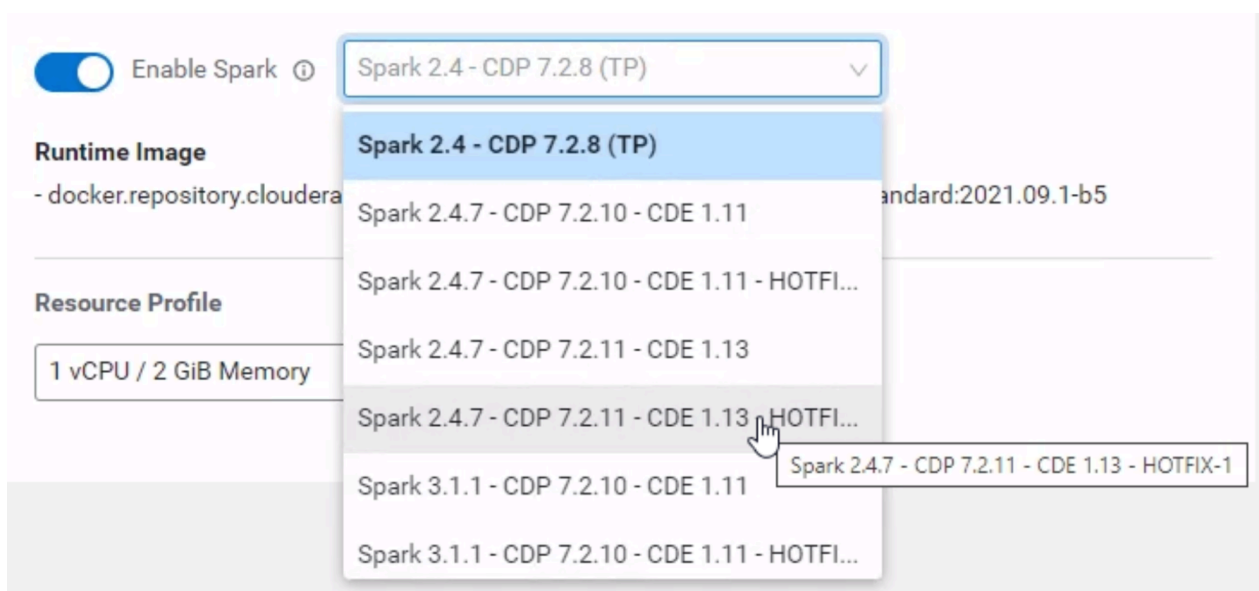 Enable Spark
Spark 2.4 - CDP 7.2.8 (TP)
Spark 2.4 - CDP 7.2.8 (TP)
Runtime Image
- docker.repository.cloudera
andard:2021.09.1-b5
Spark 2.4.7 - CDP 7.2.10 - CDE 1.11
Spark 2.4.7 - CDP 7.2.10 - CDE 1.11 - HOTFI...
Resource Profile
Spark 2.4.7 - CDP 7.2.11 - CDE 1.13
1 vCPU / 2 GiB Memory
Spark 2.4.7 - CDP 7.2.11 - CDE 1.13 - HOTFI...
Spark 2.4.7 - CDP 7.2.11 - CDE 1.13 - HOTFIX-1
Spark 3.1.1 - CDP 7.2.10 - CDE 1.11
Spark 3.1.1 - CDP 7.2.10 - CDE 1.11 - HOTFI...